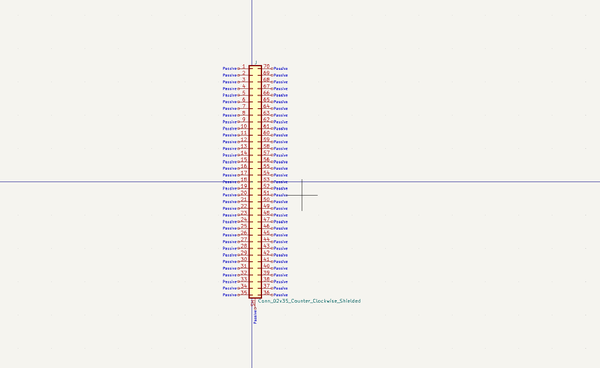 J
Passive 1 70 Passive
Passive 2 69 Passive
Passive 3 68 Passive
Passive 4 67 Passive
Passive 5 66 Passive
Passive 6 65 Passive
Passive 7 64 Passive
Passive 8 63 Passive
Passive 9 62 Passive
Passive 10 61 Passive
Passive 11 60 Passive
Passive 12 59 Passive
Passive 13 58 Passive
Passive 14 57 Passive
Passive 15 56 Passive
Passive 16 55 Passive
Passive 17 54 Passive
Passive 18 53 Passive
Passive 19 52 Passive
Passive 20 51 Passive
Passive 21 50 Passive
Passive 22 49 Passive
Passive 23 48 Passive
Passive 24 47 Passive
Passive 25 46 Passive
Passive 26 45 Passive
Passive 27 44 Passive
Passive 28 43 Passive
Passive 29 42 Passive
Passive 30 41 Passive
Passive 31 40 Passive
Passive 32 39 Passive
Passive 33 38 Passive
Passive 34 37 Passive
Passive 35 36 Passive
Conn_02x35_Counter_Clockwise_Shielded
Passive